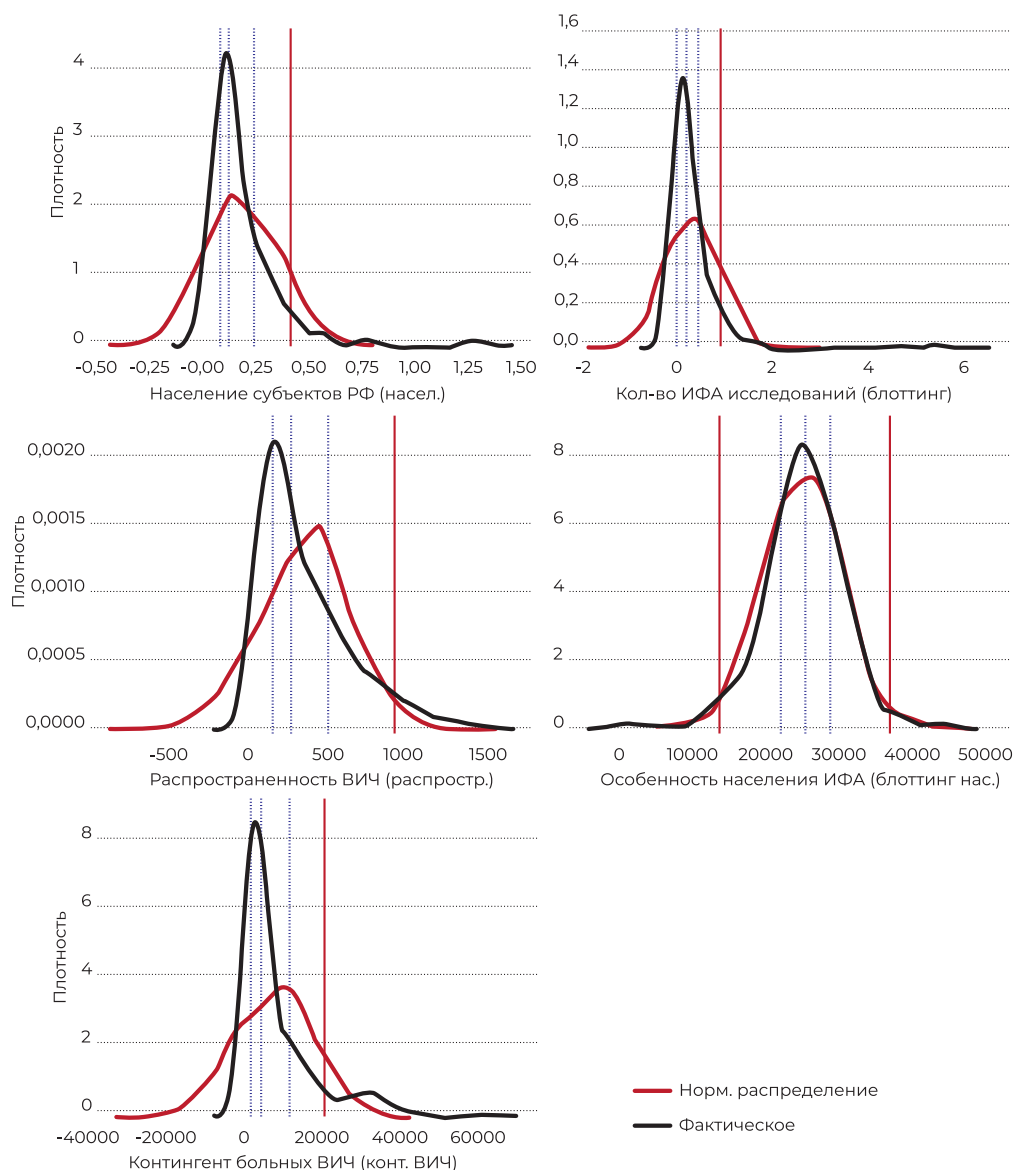 4
3
2
1
0
Плотность
-0,50 -0,25 -0,00 0,25 0,50 0,75 1,00 1,25 1,50
Население субъектов РФ (насел.)
1,6
1,4
1,2
1,0
0,8
0,6
0,4
0,2
0,0
-2 0 2 4 6
Кол-во ИФА исследований (блоттинг)
0,0020
0,0015
0,0010
0,0005
0,0000
Плотность
-500 0 500 1000 1500
Распространенность ВИЧ (распростр.)
8
6
4
2
0
0 10000 20000 30000 40000 50000
Особенность населения ИФА (блоттинг нас.)
8
6
4
2
0
Плотность
-40000 -20000 0 20000 40000 60000
Контингент больных ВИЧ (конт. ВИЧ)
Норм. распределение
Фактическое